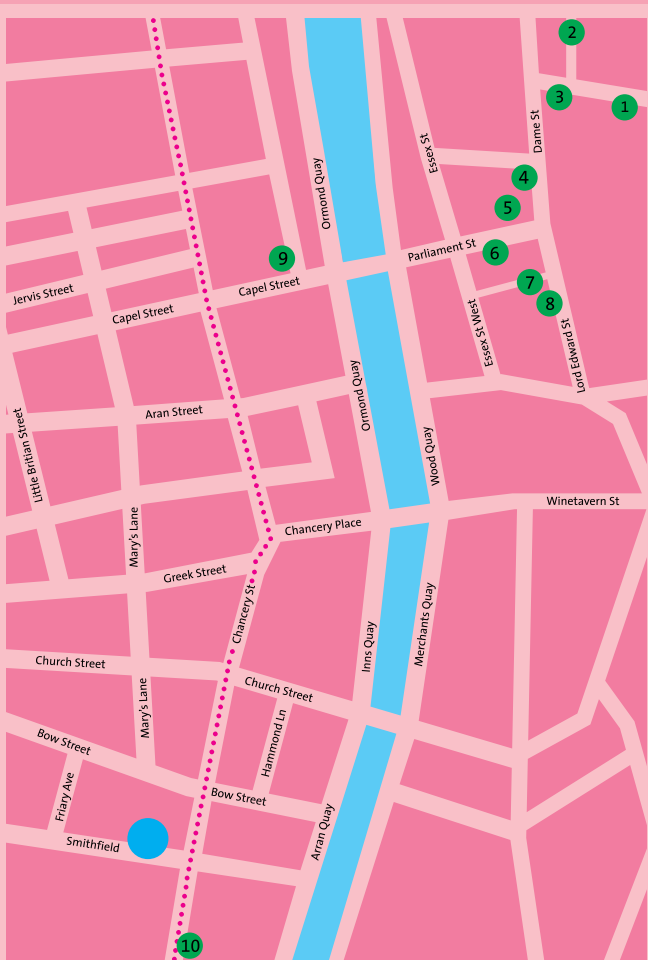 2
3
1
Dame St
Essex St
4
Ormond Quay
5
6
Parliament St
9
7
Capel Street
Jervis Street
8
Capel Street
Essex St West
Lord Edward St
Ormond Quay
Aran Street
Little Britian Street
Wood Quay
Winetavern St
Chancery Place
Mary's Lane
Greek Street
Chancery St
Merchants Quay
Inns Quay
Church Street
Church Street
Mary's Lane
Hammond Ln
Bow Street
Friary Ave
Bow Street
Arran Quay
Smithfield
10